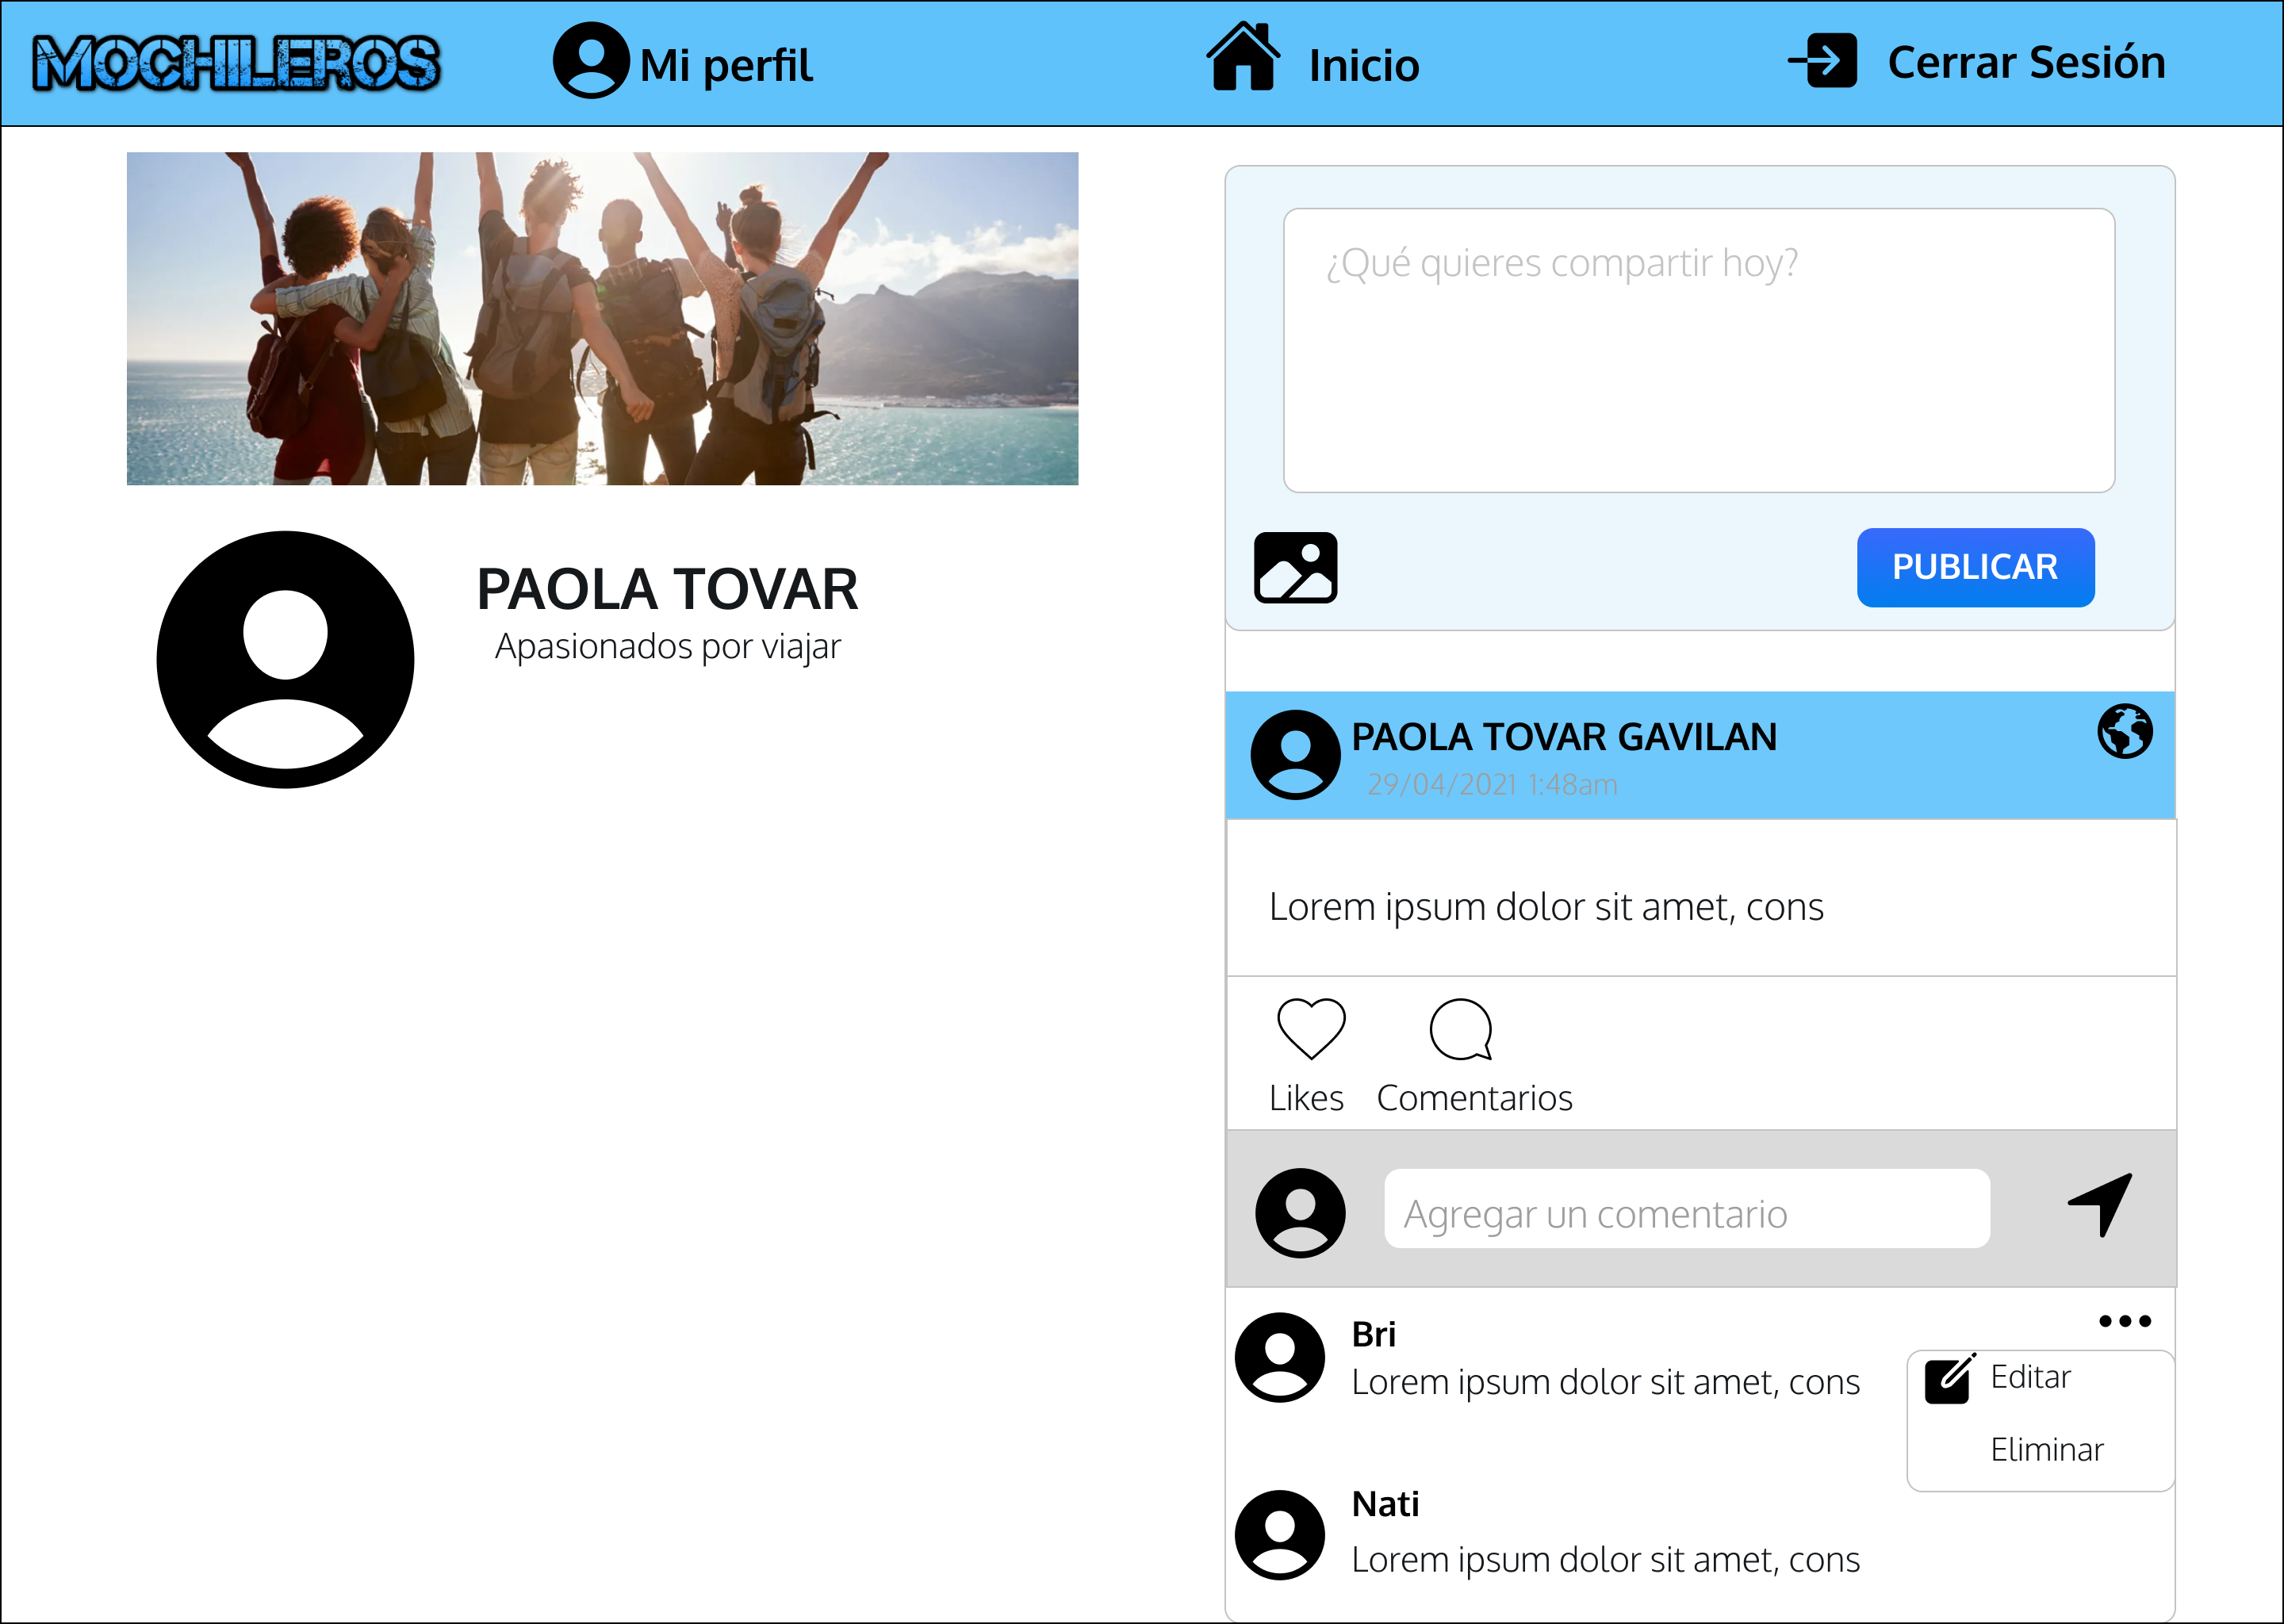 MOCHILEROS
Mi perfil
Inicio
Cerrar Sesión
PAOLA TOVAR
Apasionados por viajar
¿Qué quieres compartir hoy?
PUBLICAR
PAOLA TOVAR GAVILAN
29/04/2021 1:48am
Lorem ipsum dolor sit amet, cons
Likes
Comentarios
Agregar un comentario
Bri
Lorem ipsum dolor sit amet, cons
Editar
Eliminar
Nati
Lorem ipsum dolor sit amet, cons